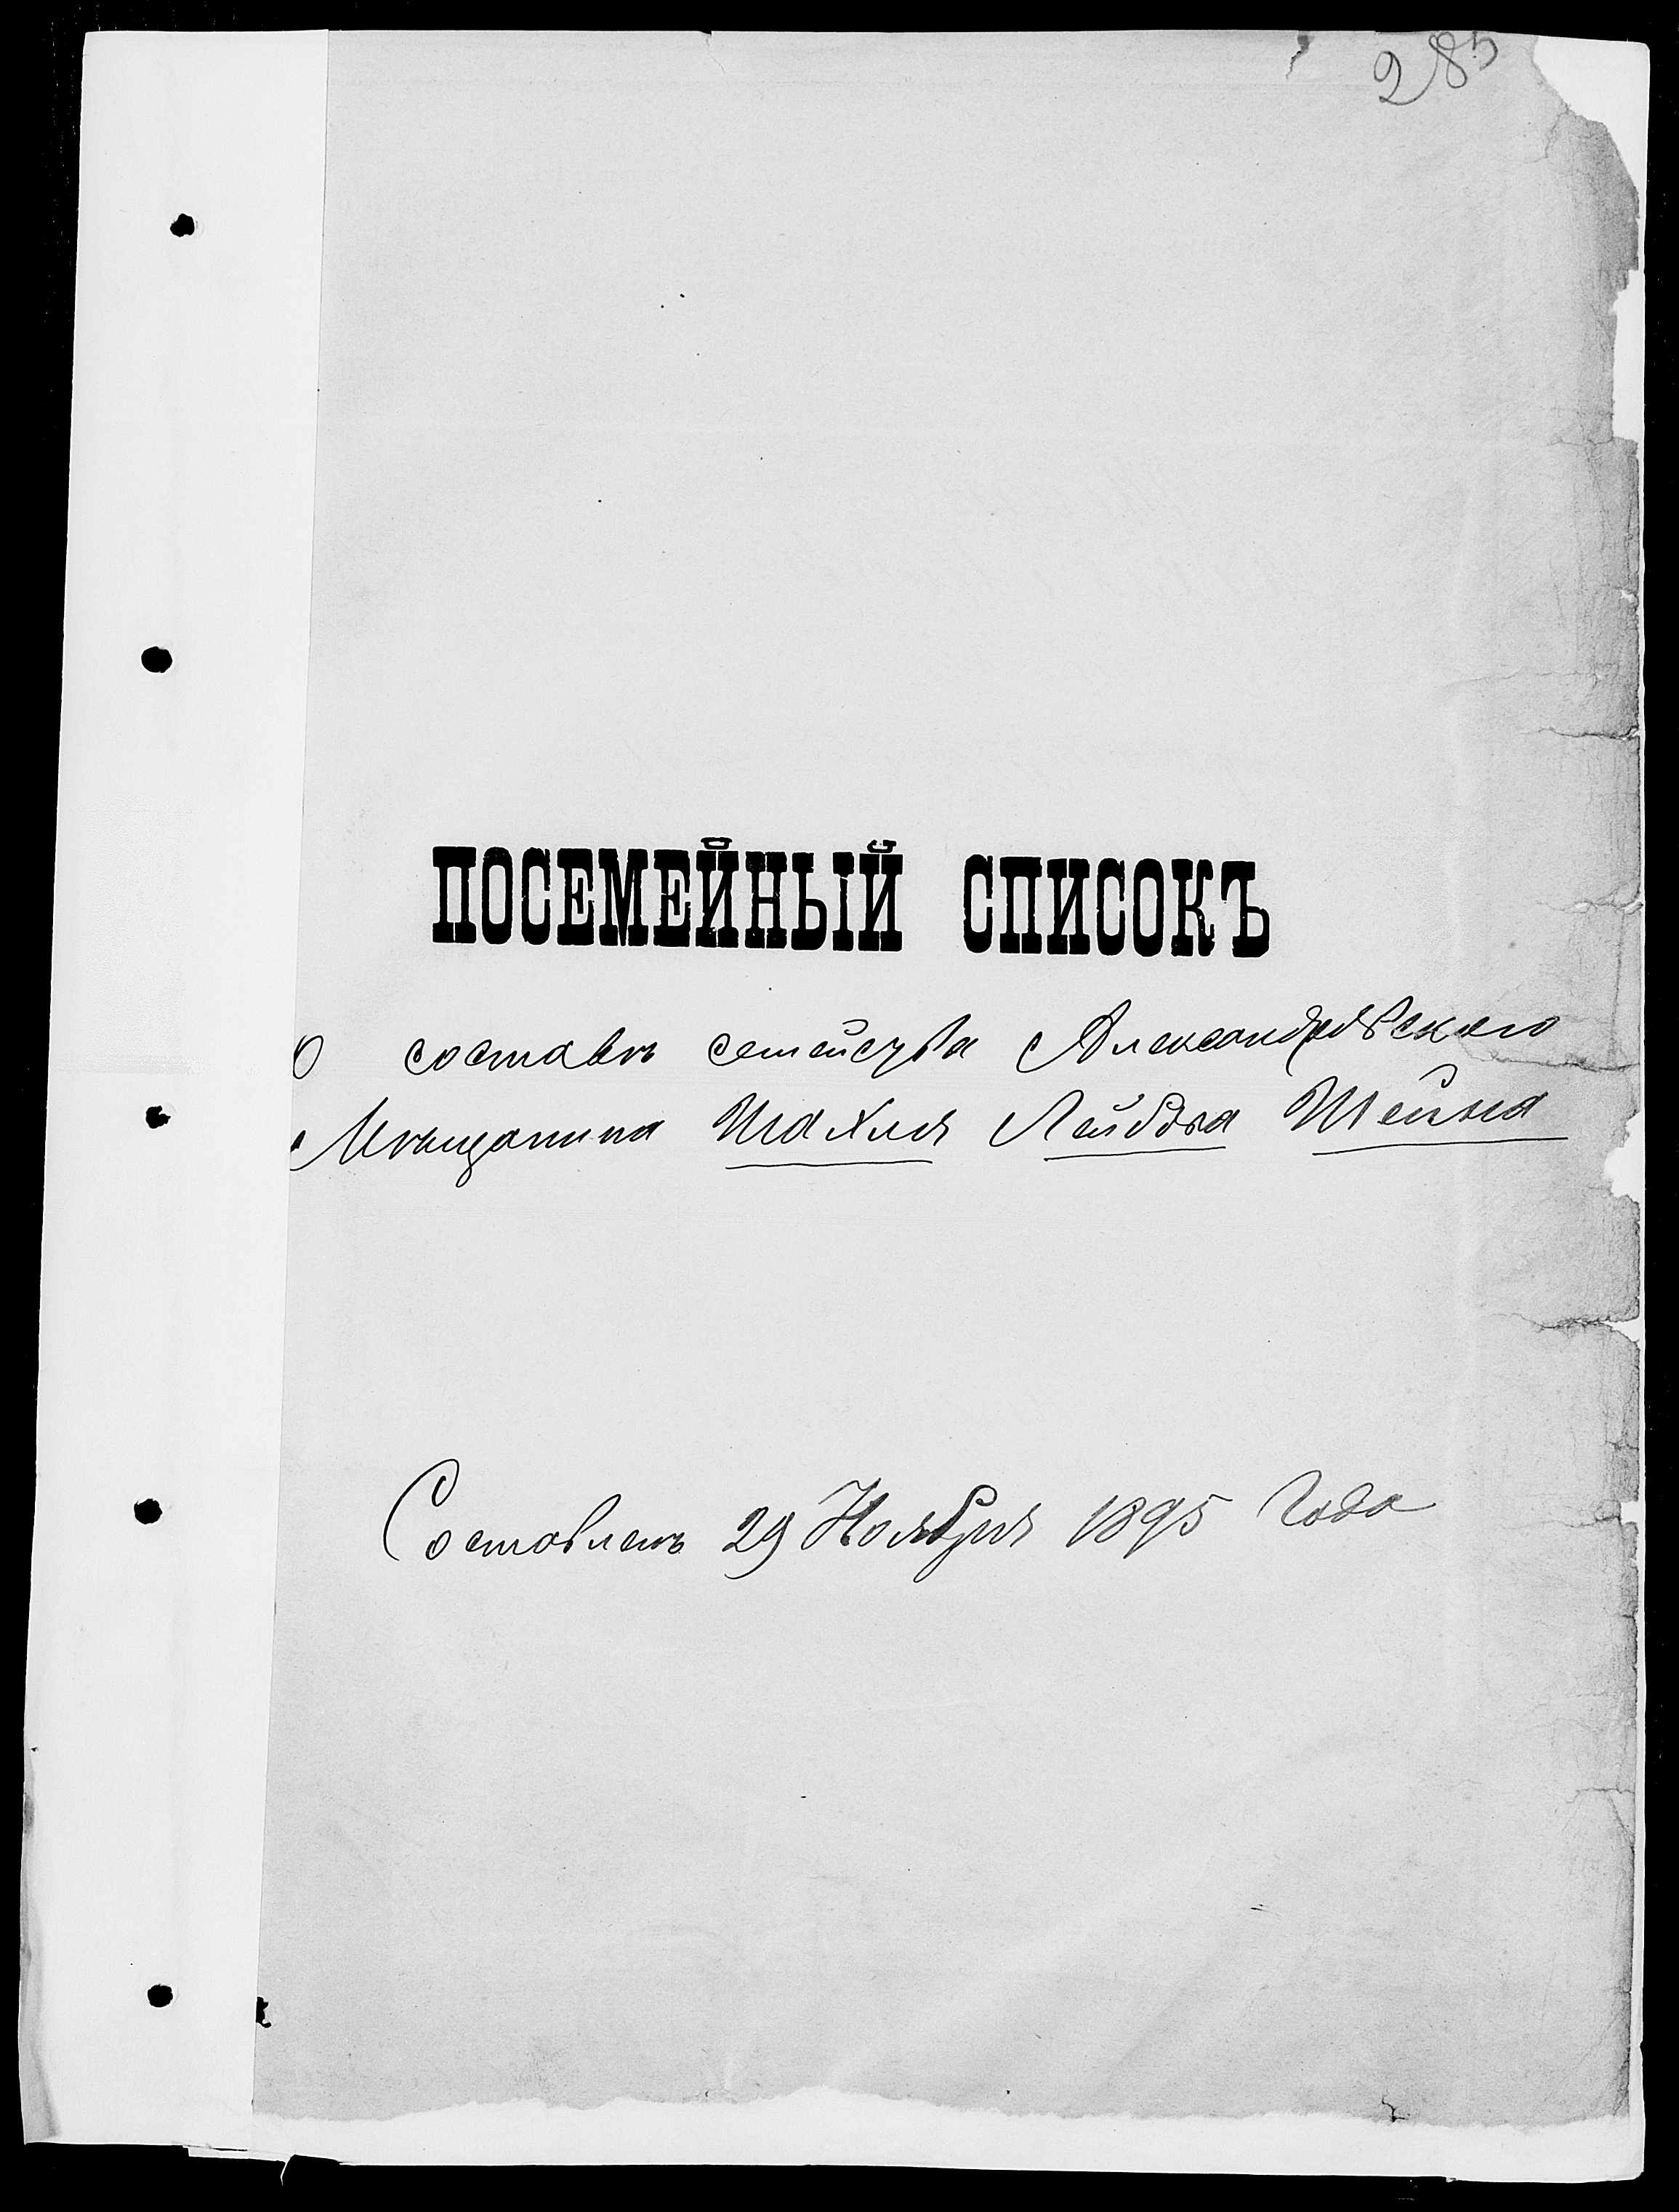 285
ПОСЕМЕЙНЫЙ СПИСОКЪ
О составѣ семейства Александровскаго
Мѣщанина Шахля Лейбова Штейна
Составленъ 29 Ноября 1895 Года